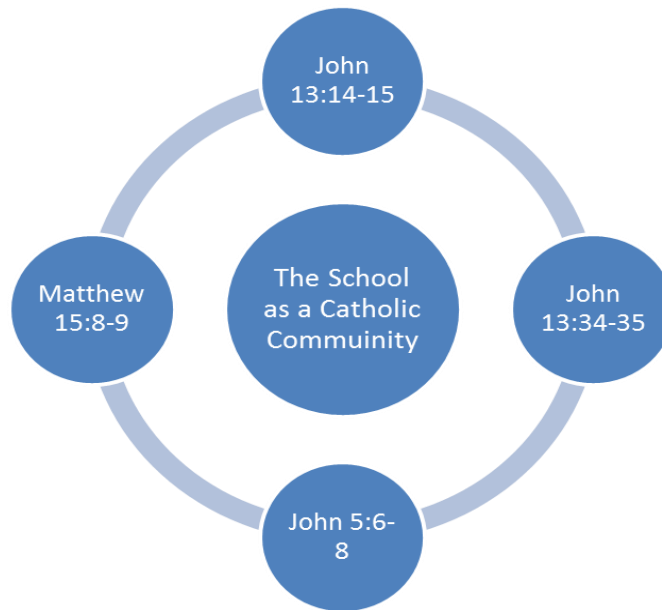 John
13:14-15
Matthew
15:8-9
The School
as a Catholic
Commuinity
John
13:34-35
John 5:6-
8